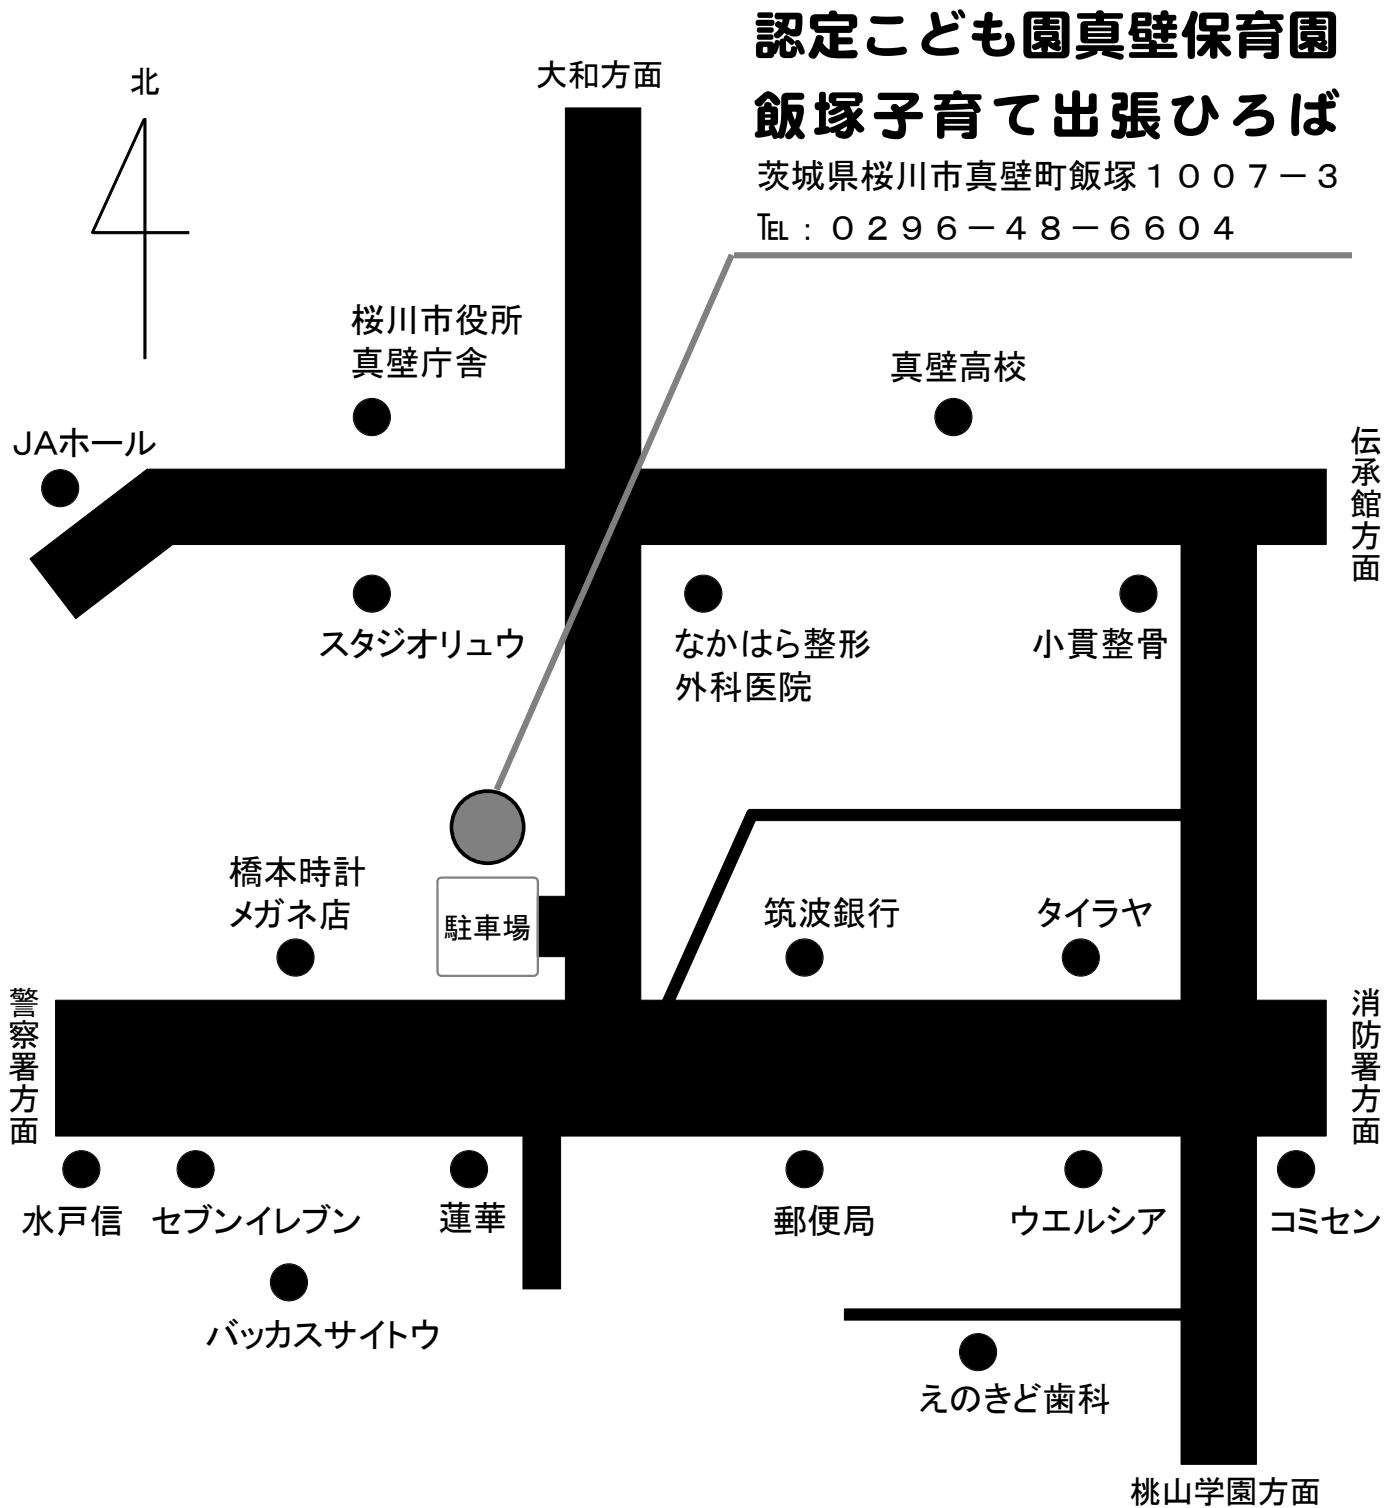 認定こども園真壁保育園
飯塚子育て出張ひろば
茨城県桜川市真壁町飯塚１００７－３
℡：０２９６－４８－６６０４
北
大和方面
桜川市役所
真壁庁舎
真壁高校
JAホール
伝承館方面
スタジオリュウ
なかはら整形
外科医院
小貫整骨
橋本時計
メガネ店
駐車場
筑波銀行
タイラヤ
警察署方面
消防署方面
水戸信
セブンイレブン
蓮華
郵便局
ウエルシア
コミセン
バッカスサイトウ
えのきど歯科
桃山学園方面